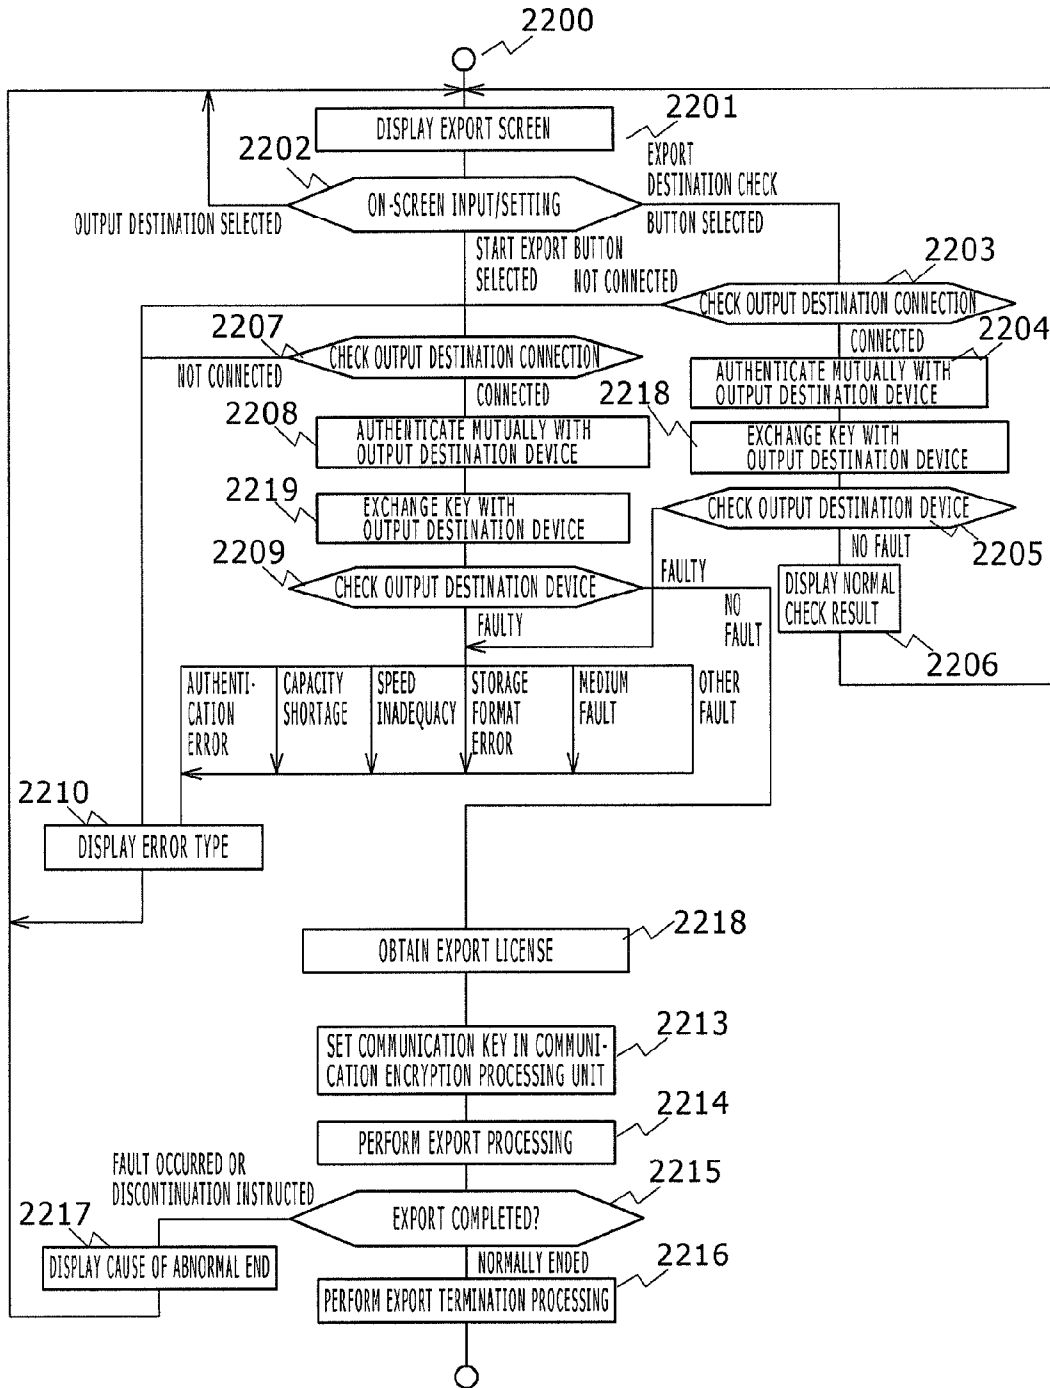 2200
2201
DISPLAY EXPORT SCREEN
2202
EXPORT
DESTINATION CHECK
BUTTON SELECTED
ON-SCREEN INPUT/SETTING
OUTPUT DESTINATION SELECTED
START EXPORT BUTTON
SELECTED
NOT CONNECTED
2203
CHECK OUTPUT DESTINATION CONNECTION
2207
CHECK OUTPUT DESTINATION CONNECTION
NOT CONNECTED
CONNECTED
2204
CONNECTED
AUTHENTICATE MUTUALLY WITH
OUTPUT DESTINATION DEVICE
2208
AUTHENTICATE MUTUALLY WITH
OUTPUT DESTINATION DEVICE
2218
EXCHANGE KEY WITH
OUTPUT DESTINATION DEVICE
2219
EXCHANGE KEY WITH
OUTPUT DESTINATION DEVICE
CHECK OUTPUT DESTINATION DEVICE
2205
NO FAULT
2209
CHECK OUTPUT DESTINATION DEVICE
FAULTY
NO
FAULT
DISPLAY NORMAL
CHECK RESULT
2206
FAULTY
AUTHENTI-
CATION
ERROR
CAPACITY
SHORTAGE
SPEED
INADEQUACY
STORAGE
FORMAT
ERROR
MEDIUM
FAULT
OTHER
FAULT
2210
DISPLAY ERROR TYPE
2218
OBTAIN EXPORT LICENSE
2213
SET COMMUNICATION KEY IN COMMUNI-
CATION ENCRYPTION PROCESSING UNIT
2214
PERFORM EXPORT PROCESSING
FAULT OCCURRED OR
DISCONTINUATION INSTRUCTED
2215
EXPORT COMPLETED?
2217
DISPLAY CAUSE OF ABNORMAL END
NORMALLY ENDED
2216
PERFORM EXPORT TERMINATION PROCESSING